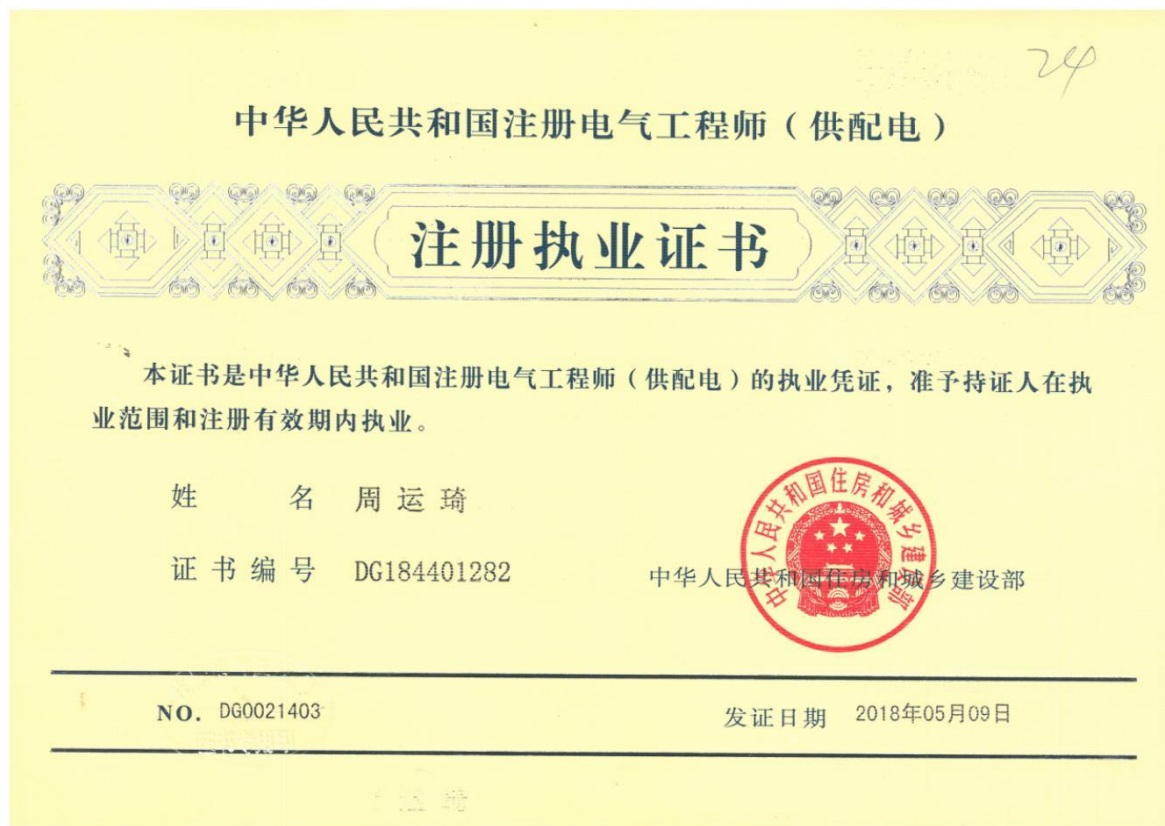 24
中华人民共和国注册电气工程师（供配电）
注册执业证书
本证书是中华人民共和国注册电气工程师（供配电）的执业凭证，准予持证人在执
业范围和注册有效期内执业。
姓 名 周运琦
证书编号 DG184401282
中华人民共和国住房和城乡建设部
中华人民共和国住房和城乡建设部
NO. DG0021403
发证日期 2018年05月09日